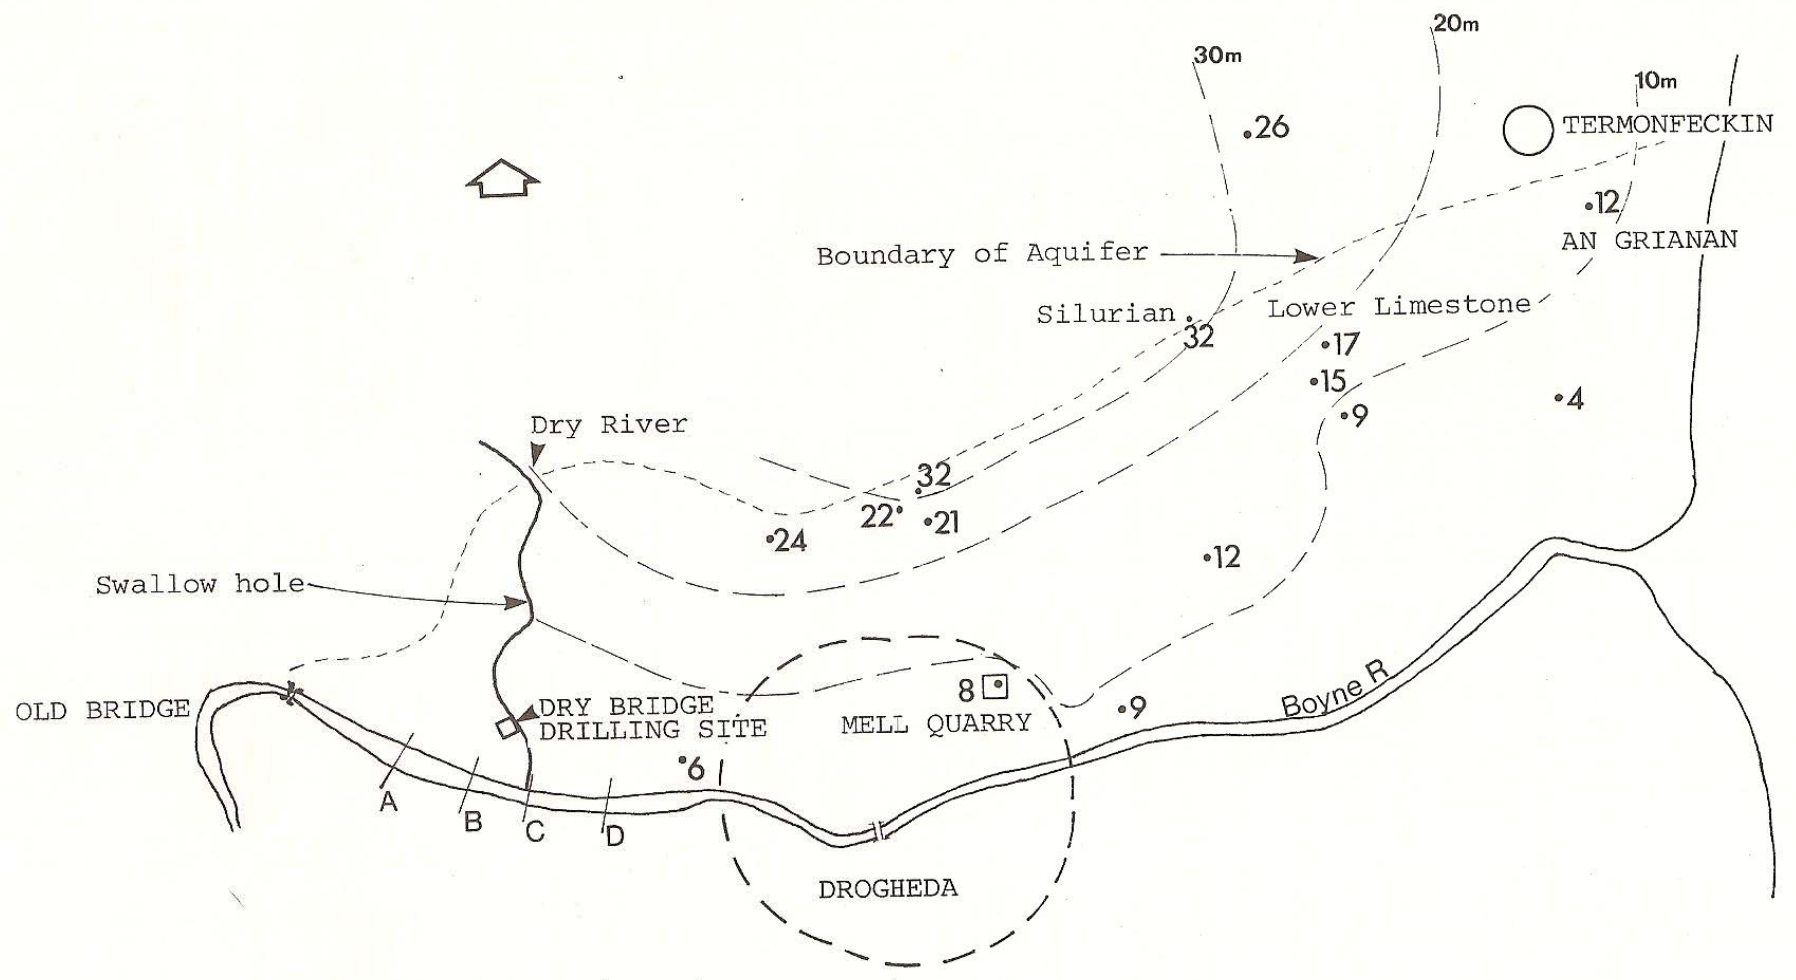 20m
30m
10m
26
TERMONFECKIN
12
AN GRIANAN
Boundary of Aquifer
Silurian
32
Lower Limestone
17
15
9
4
Dry River
32
22
21
24
12
Swallow hole
OLD BRIDGE
DRY BRIDGE
DRILLING SITE
8
MELL QUARRY
9
Boyne R
6
A
B
C
D
DROGHEDA